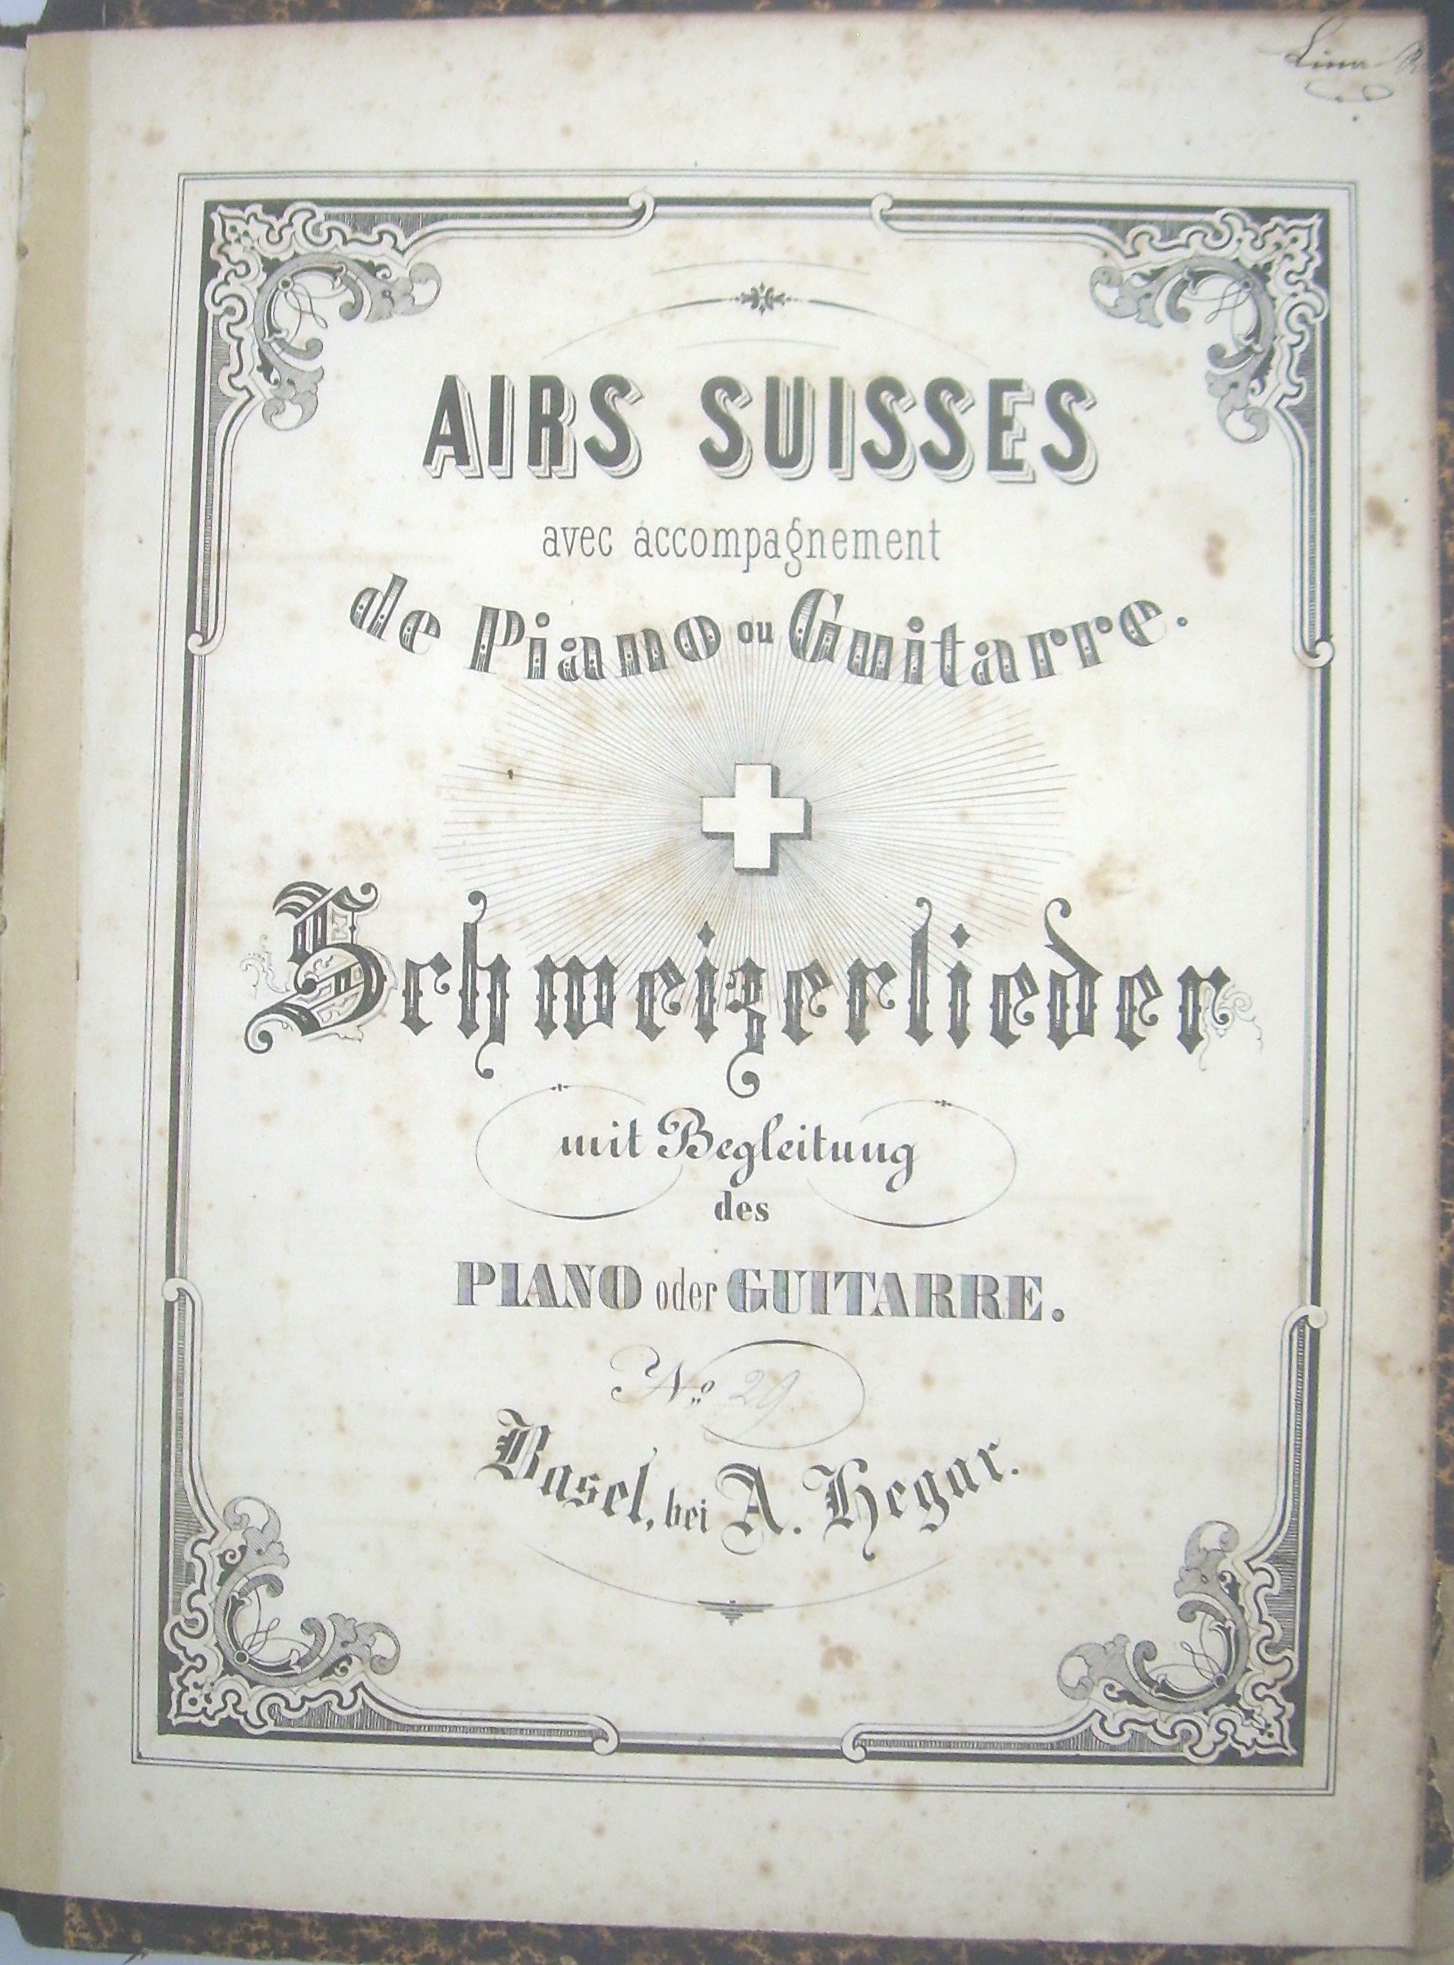 AIRS SUISSES
avec accompagnement
de Piano ou Guitarre.
Schweizerlieder
mit Begleitung
des
PIANO oder GUITARRE.
No. 29.
Basel, bei A. Hegar.